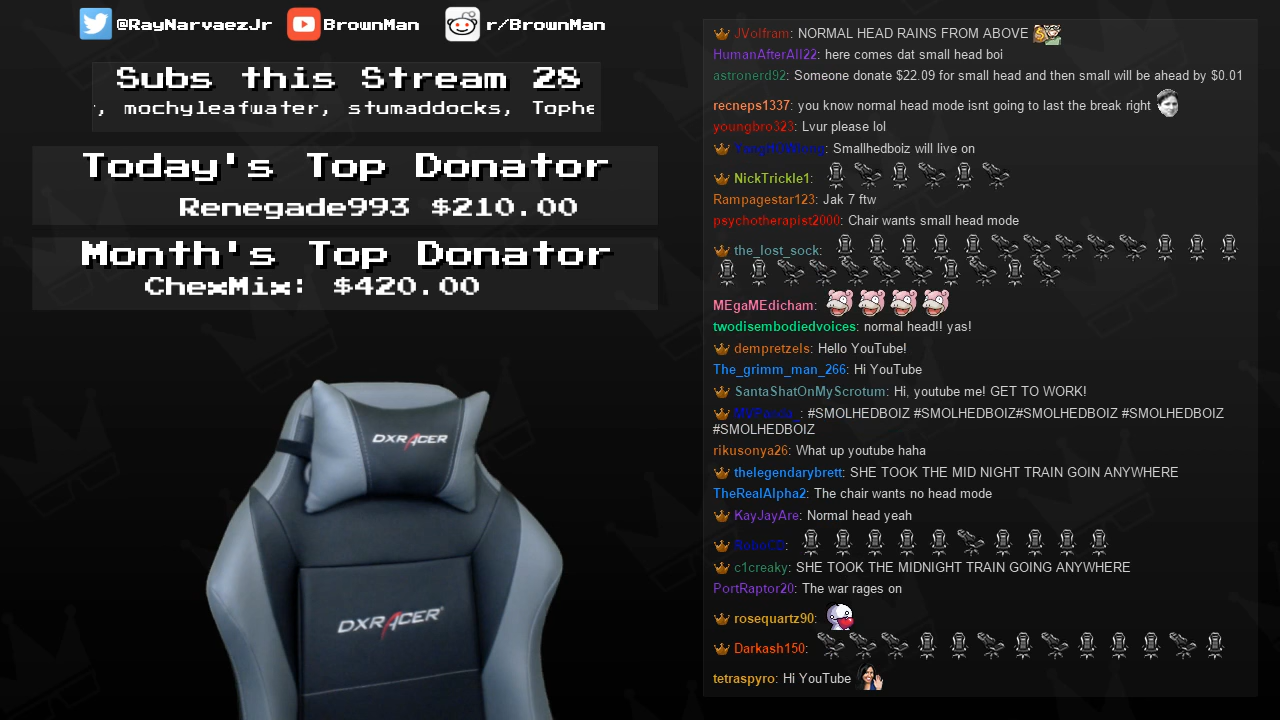 @RayNarvaezJr BrownMan r/BrownMan
Subs this Stream 28
, mochyleafwater, stumaddocks, Tophe
Today's Top Donator
Renegade993 $210.00
Month's Top Donator
ChexMix: $420.00
DXRACER
DXRACER
JVolfram: NORMAL HEAD RAINS FROM ABOVE
HumanAfterAll22: here comes dat small head boi
astronerd92: Someone donate $22.09 for small head and then small will be ahead by $0.01
recneps1337: you know normal head mode isnt going to last the break right
youngbro323: Lvur please lol
: Smallhedboiz will live on
NickTrickle1:
Rampagestar123: Jak 7 ftw
psychotherapist2000: Chair wants small head mode
the_lost_sock:
MEgaMEdicham:
twodisembodiedvoices: normal head!! yas!
dempretzels: Hello YouTube!
The_grimm_man_266: Hi YouTube
SantaShatOnMyScrotum: Hi, youtube me! GET TO WORK!
: #SMOLHEDBOIZ #SMOLHEDBOIZ#SMOLHEDBOIZ #SMOLHEDBOIZ
#SMOLHEDBOIZ
rikusonya26: What up youtube haha
thelegendarybrett: SHE TOOK THE MID NIGHT TRAIN GOIN ANYWHERE
TheRealAlpha2: The chair wants no head mode
KayJayAre: Normal head yeah
RoboCD:
c1creaky: SHE TOOK THE MIDNIGHT TRAIN GOING ANYWHERE
PortRaptor20: The war rages on
rosequartz90:
Darkash150:
tetraspyro: Hi YouTube